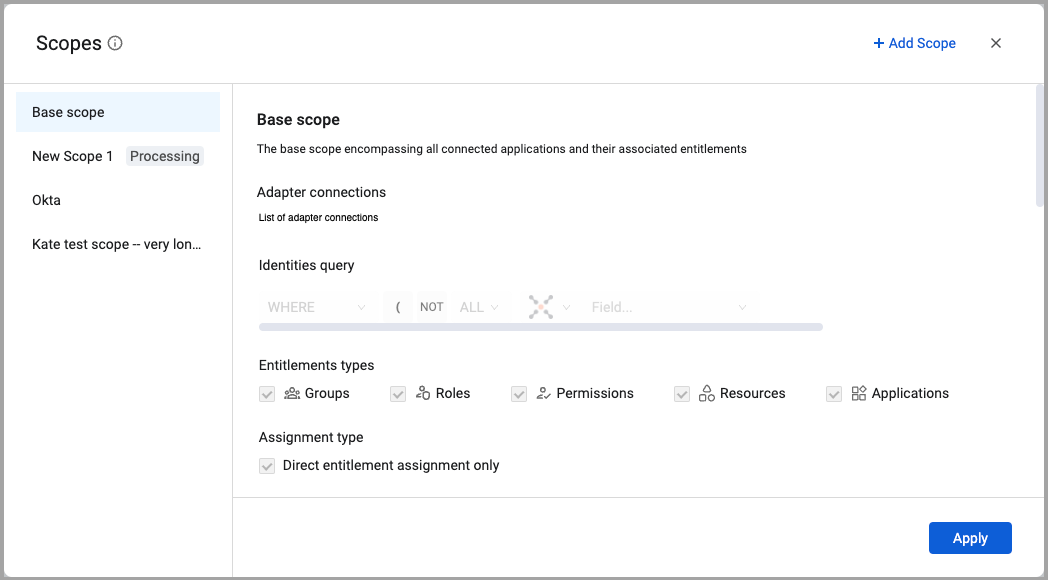 Scopes
+ Add Scope
Base scope
New Scope 1 Processing
Okta
Kate test scope -- very lon...
Base scope
The base scope encompassing all connected applications and their associated entitlements
Adapter connections
List of adapter connections
Identities query
WHERE ( NOT ALL Field...
Entitlements types
Groups Roles Permissions Resources Applications
Assignment type
Direct entitlement assignment only
Apply